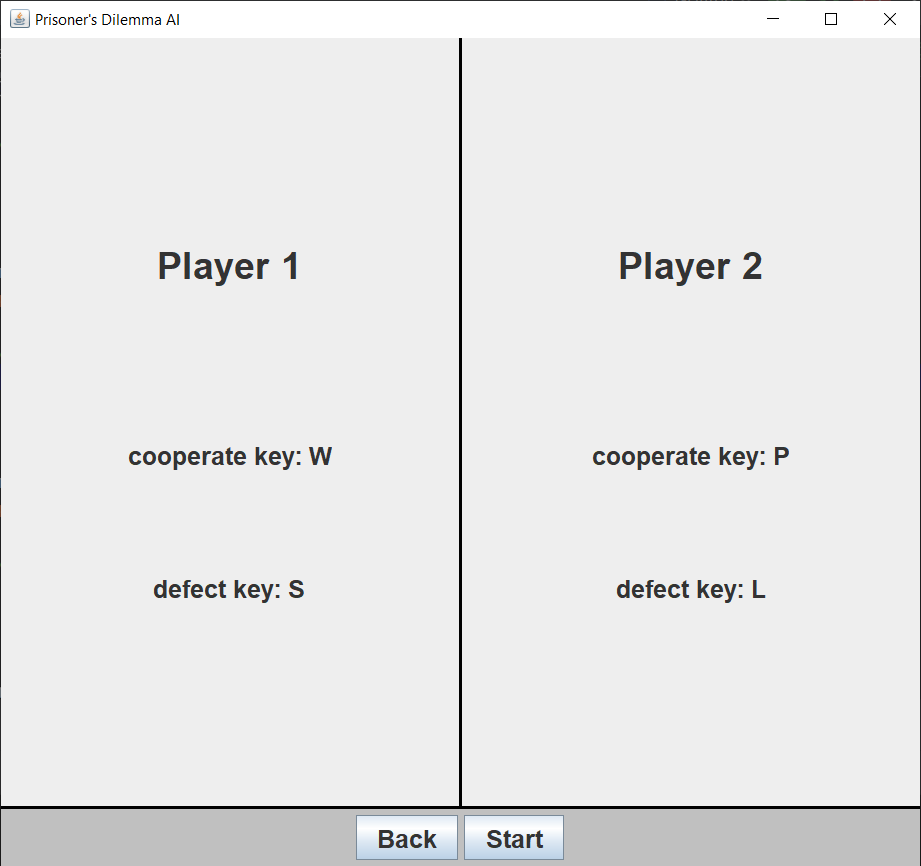 Prisoner's Dilemma AI
Player 1
cooperate key: W
defect key: S
Player 2
cooperate key: P
defect key: L
Back
Start